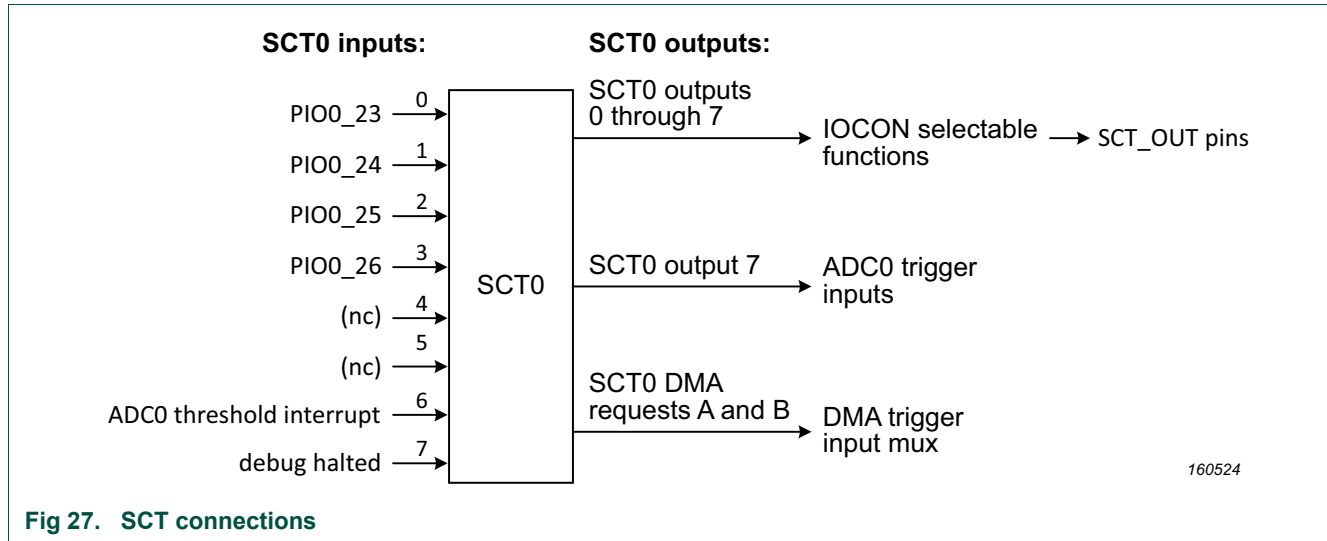 SCT0 inputs:
SCT0 outputs:
PIO0_23 0
PIO0_24 1
PIO0_25 2
PIO0_26 3
(nc) 4
(nc) 5
ADC0 threshold interrupt 6
debug halted 7
SCT0
SCT0 outputs
0 through 7
IOCON selectable
functions
SCT_OUT pins
SCT0 output 7
ADC0 trigger
inputs
SCT0 DMA
requests A and B
DMA trigger
input mux
160524
Fig 27. SCT connections